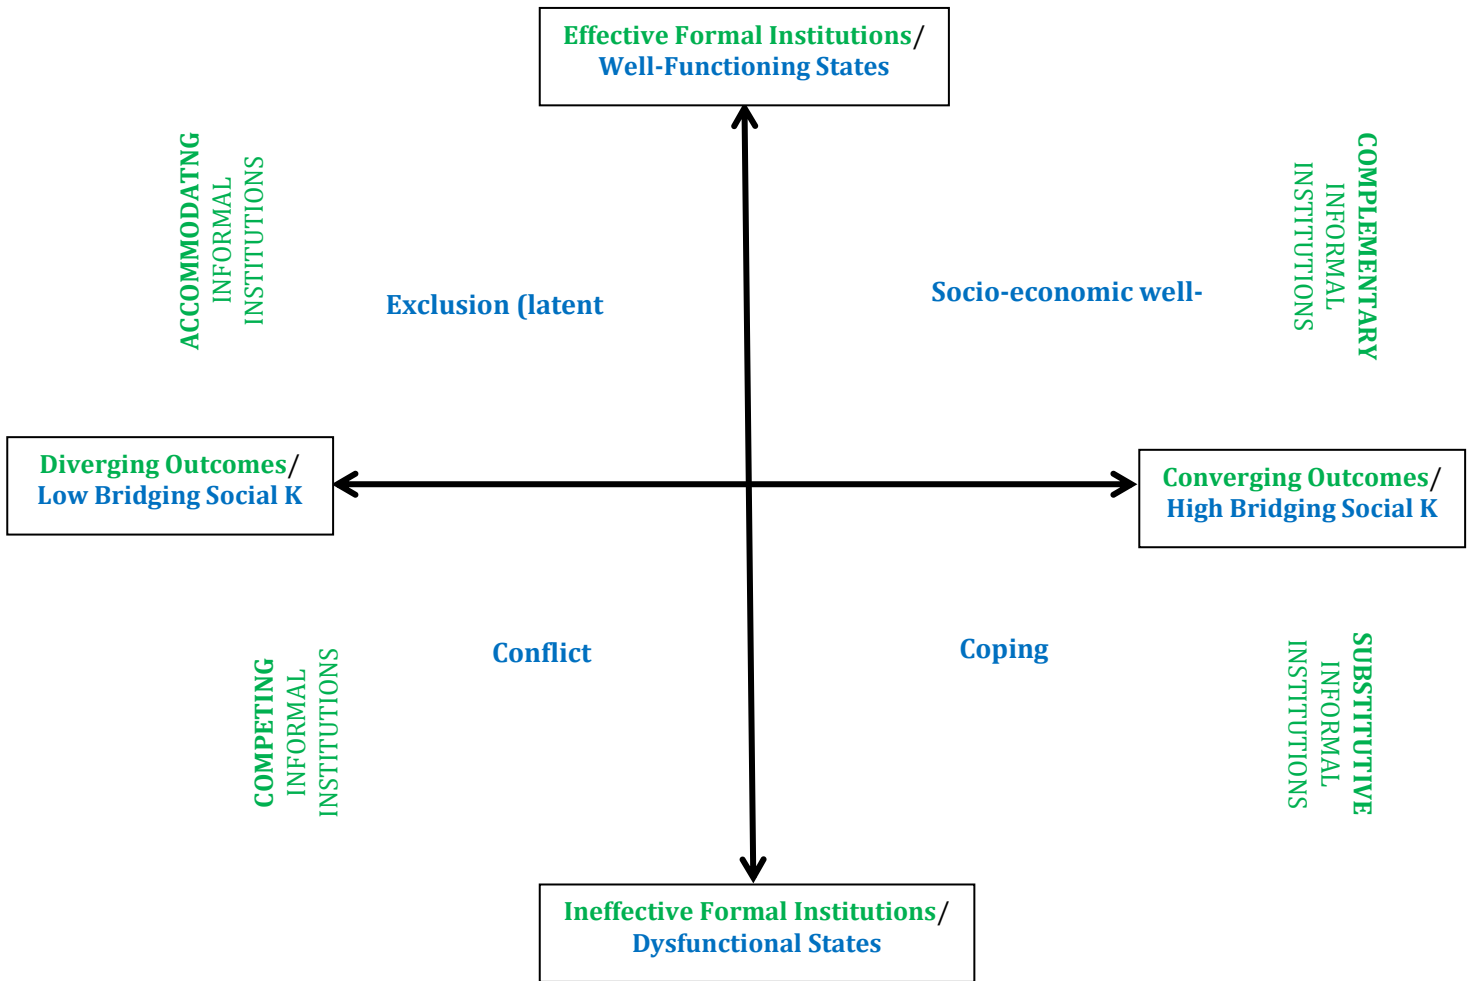 Effective Formal Institutions/
Well-Functioning States
ACCOMMODATNG
INFORMAL
INSTITUTIONS
COMPLEMENTARY
INFORMAL
INSTITUTIONS
Exclusion (latent
Socio-economic well-
Diverging Outcomes/
Low Bridging Social K
Converging Outcomes/
High Bridging Social K
COMPETING
INFORMAL
INSTITUTIONS
Conflict
Coping
SUBSTITUTIVE
INFORMAL
INSTITUTIONS
Ineffective Formal Institutions/
Dysfunctional States